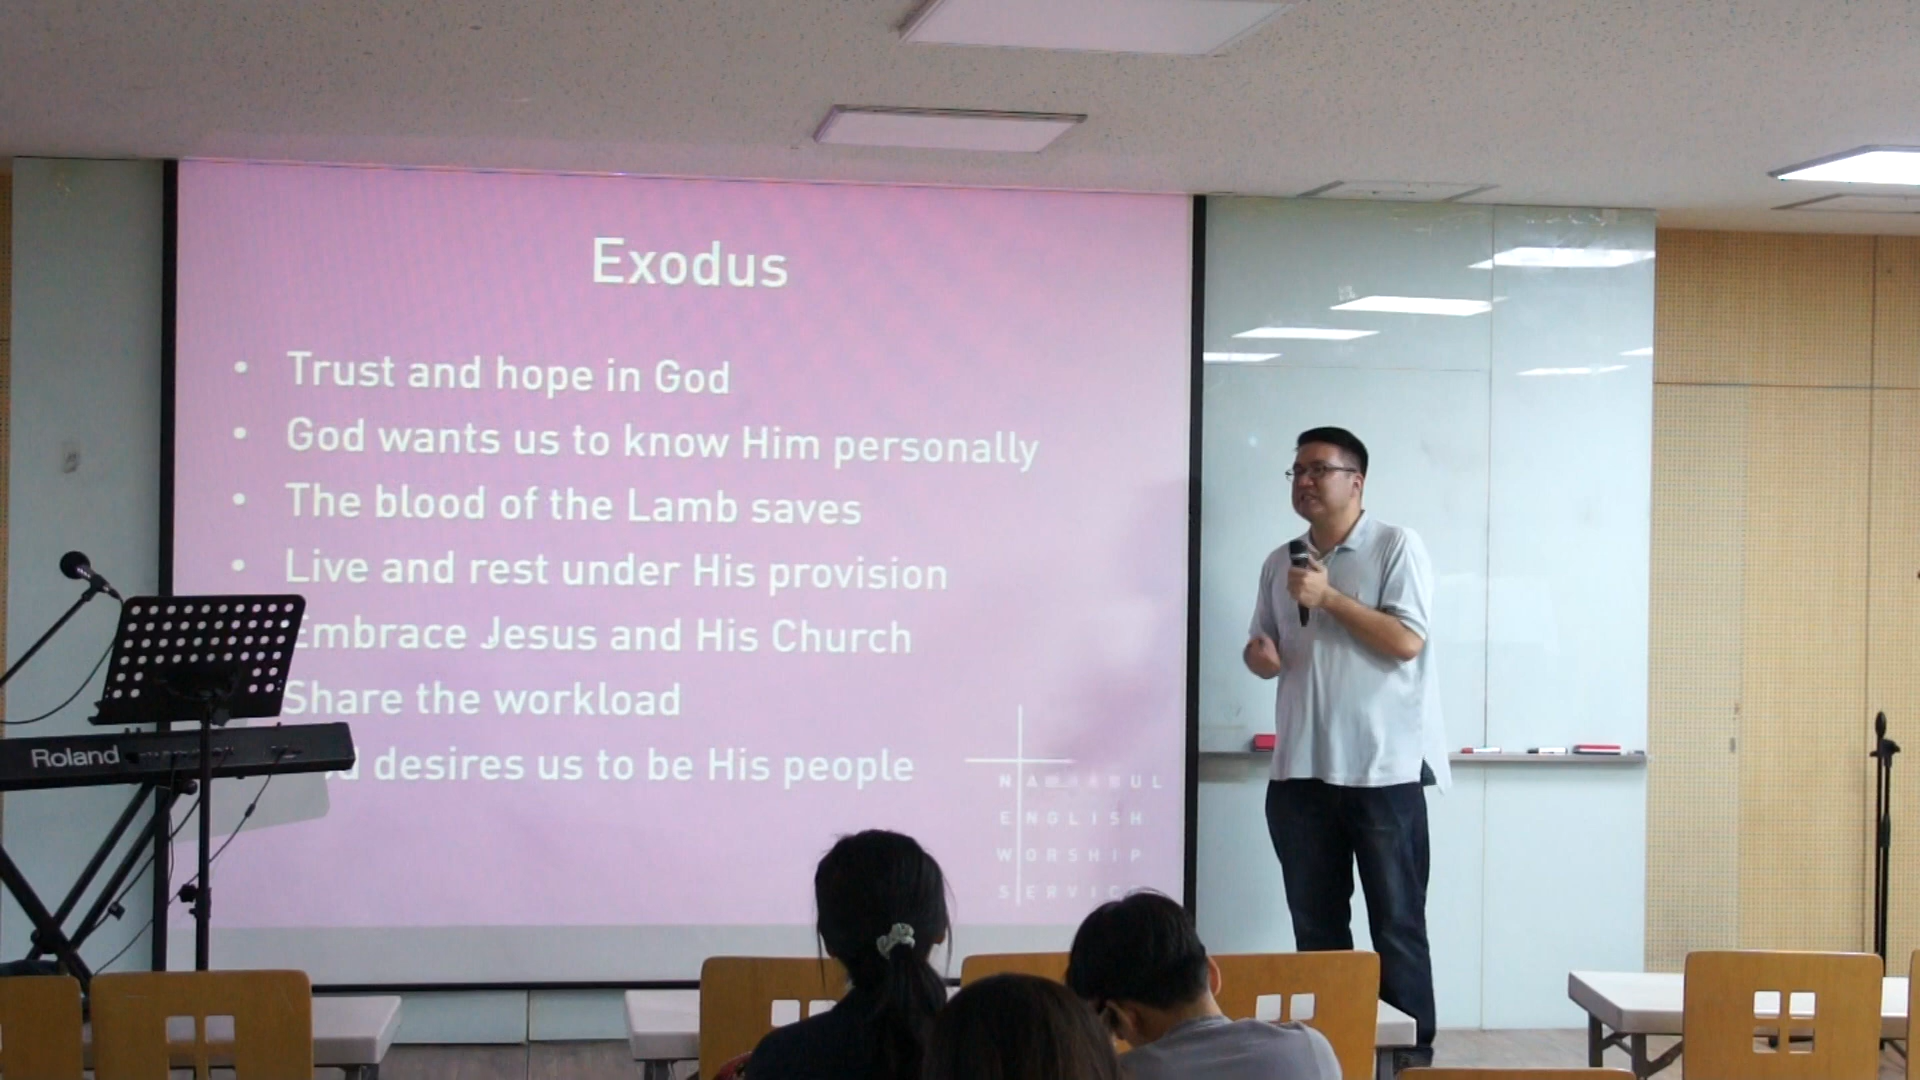 Exodus
• Trust and hope in God
• God wants us to know Him personally
• The blood of the Lamb saves
• Live and rest under His provision
Embrace Jesus and His Church
Share the workload
desires us to be His people
ENGLISH
WORSHIP
SERVICE
Roland